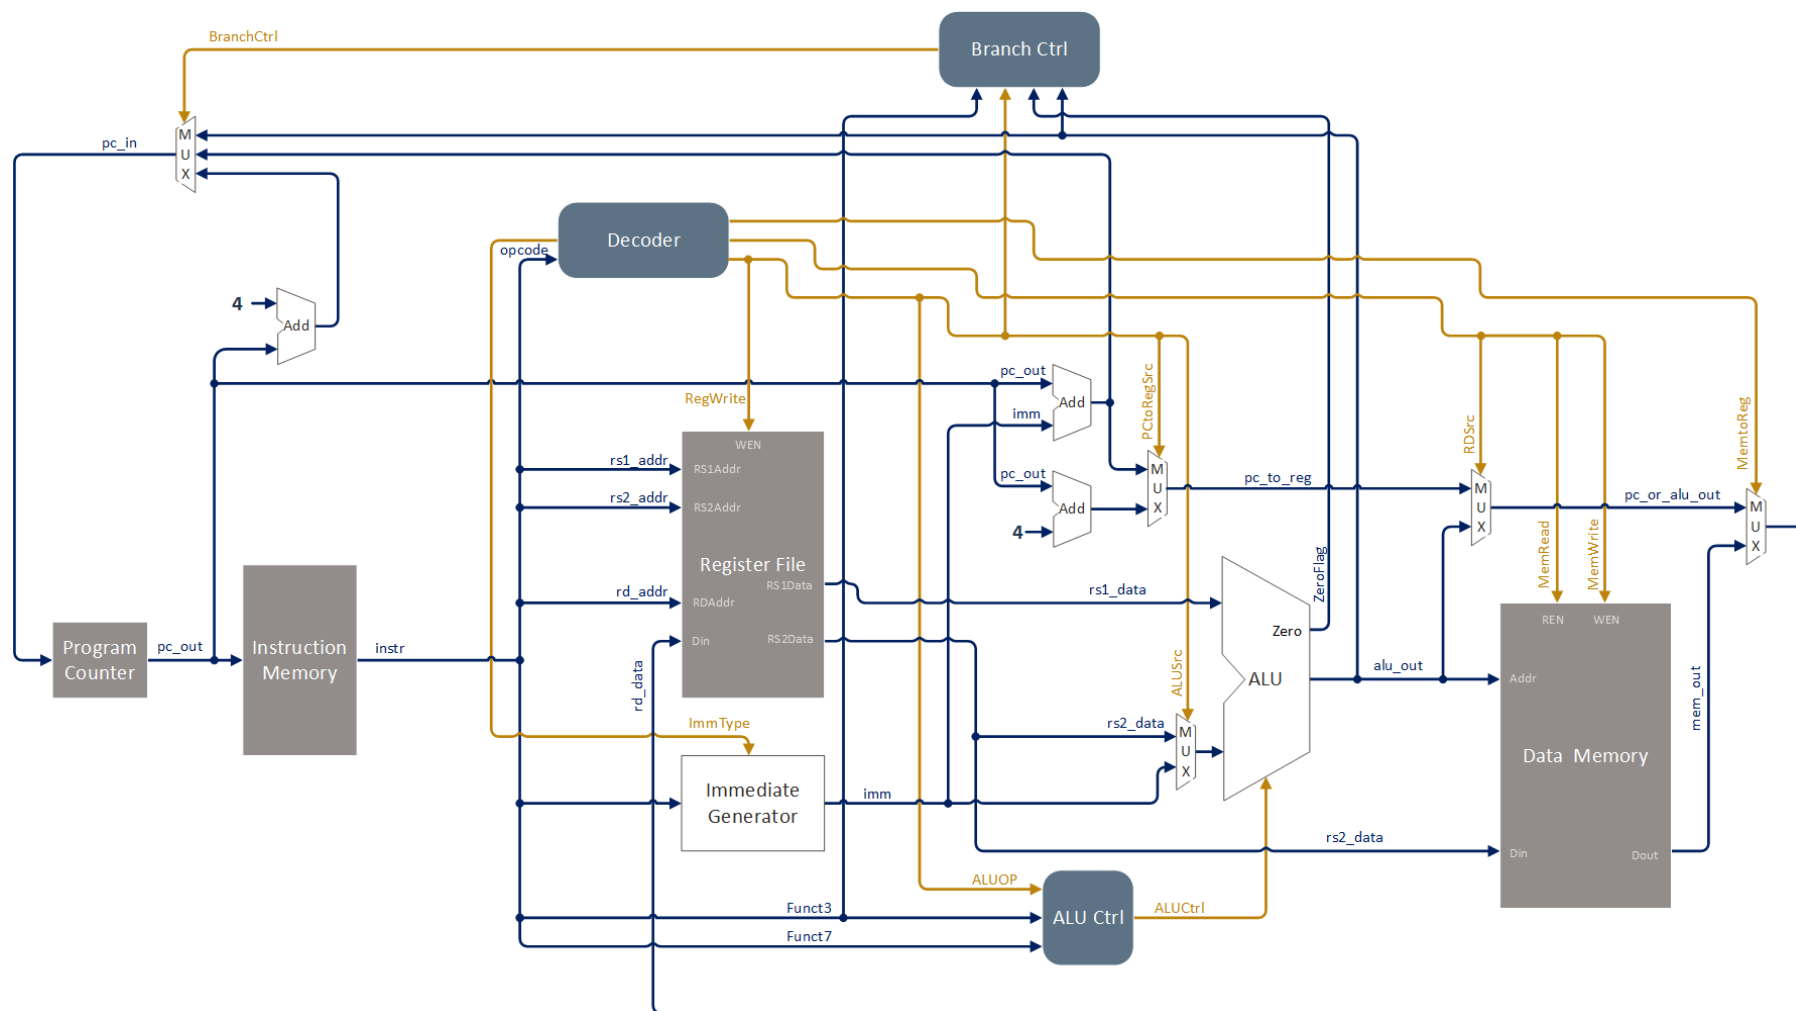 Branch Ctrl
BranchCtrl
M
U
X
pc_in
Decoder
opcode
4
Add
pc_out
Add
imm
PCtoRegSrc
RegWrite
MemtoReg
RDSrc
WEN
RS1Addr
rs1_addr
RS2Addr
rs2_addr
Register File
RS1Data
RDAddr
rd_addr
RS2Data
Din
rd_data
pc_out
Add
4
M
U
X
pc_to_reg
M
U
X
pc_or_alu_out
M
U
X
MemRead
MemWrite
ZeroFlag
rs1_data
Zero
ALU
alu_out
REN
WEN
Addr
Data Memory
Din
Dout
mem_out
Program
Counter
pc_out
Instruction
Memory
instr
ImmType
Immediate
Generator
imm
ALUSrc
rs2_data
M
U
X
rs2_data
ALUOP
ALU Ctrl
ALUCtrl
Funct3
Funct7